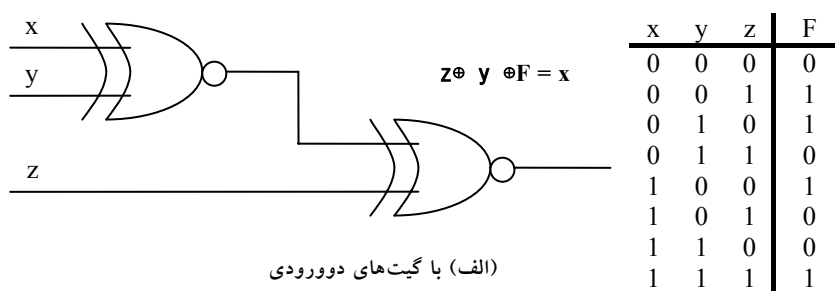 x
y
z
z⊕ y ⊕F = x
(الف) با گیت‌های دوورودی
x y z F
0 0 0 0
0 0 1 1
0 1 0 1
0 1 1 0
1 0 0 1
1 0 1 0
1 1 0 0
1 1 1 1